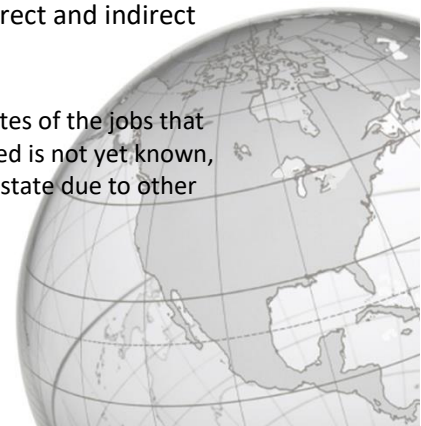 rect and indirect
tes of the jobs that
ed is not yet known,
state due to other